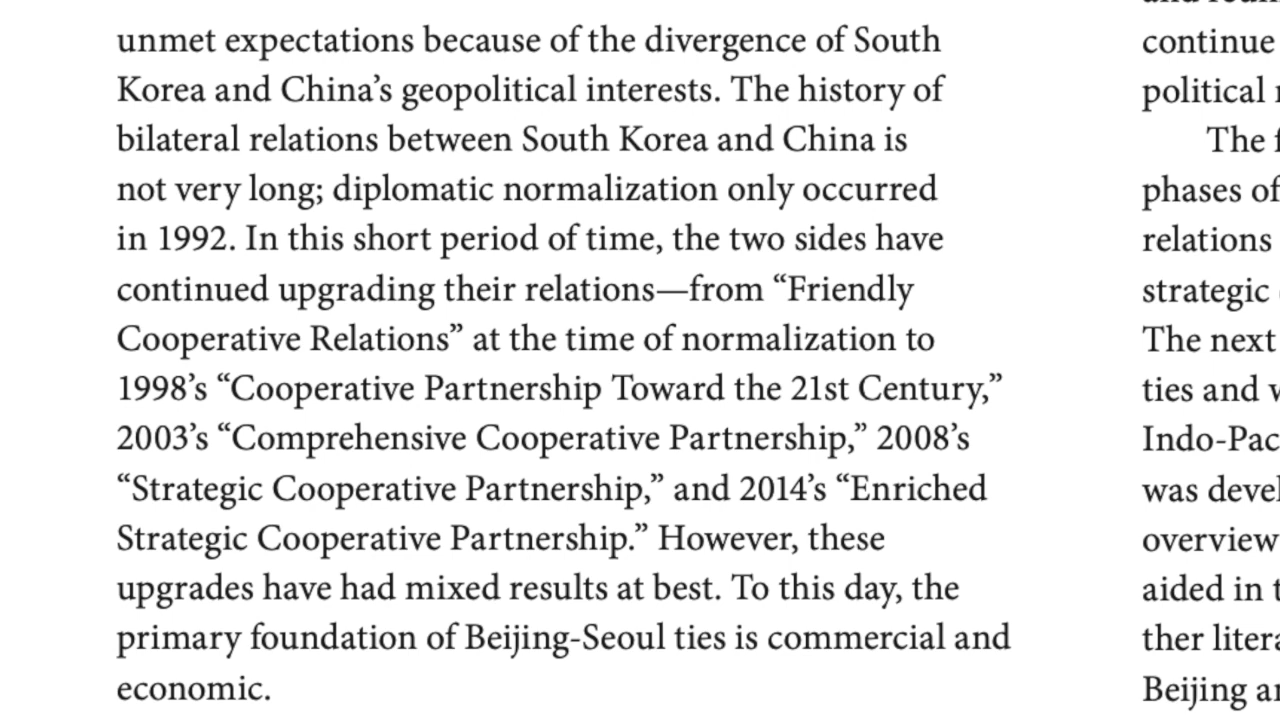 unmet expectations because of the divergence of South
Korea and China’s geopolitical interests. The history of
bilateral relations between South Korea and China is
not very long; diplomatic normalization only occurred
in 1992. In this short period of time, the two sides have
continued upgrading their relations—from “Friendly
Cooperative Relations” at the time of normalization to
1998’s “Cooperative Partnership Toward the 21st Century,”
2003’s “Comprehensive Cooperative Partnership,” 2008’s
“Strategic Cooperative Partnership,” and 2014’s “Enriched
Strategic Cooperative Partnership.” However, these
upgrades have had mixed results at best. To this day, the
primary foundation of Beijing-Seoul ties is commercial and
economic.
continue
political
The
phases of
relations
strategic
The next
ties and
Indo-Pac
was devel
overview
aided in
ther litera
Beijing